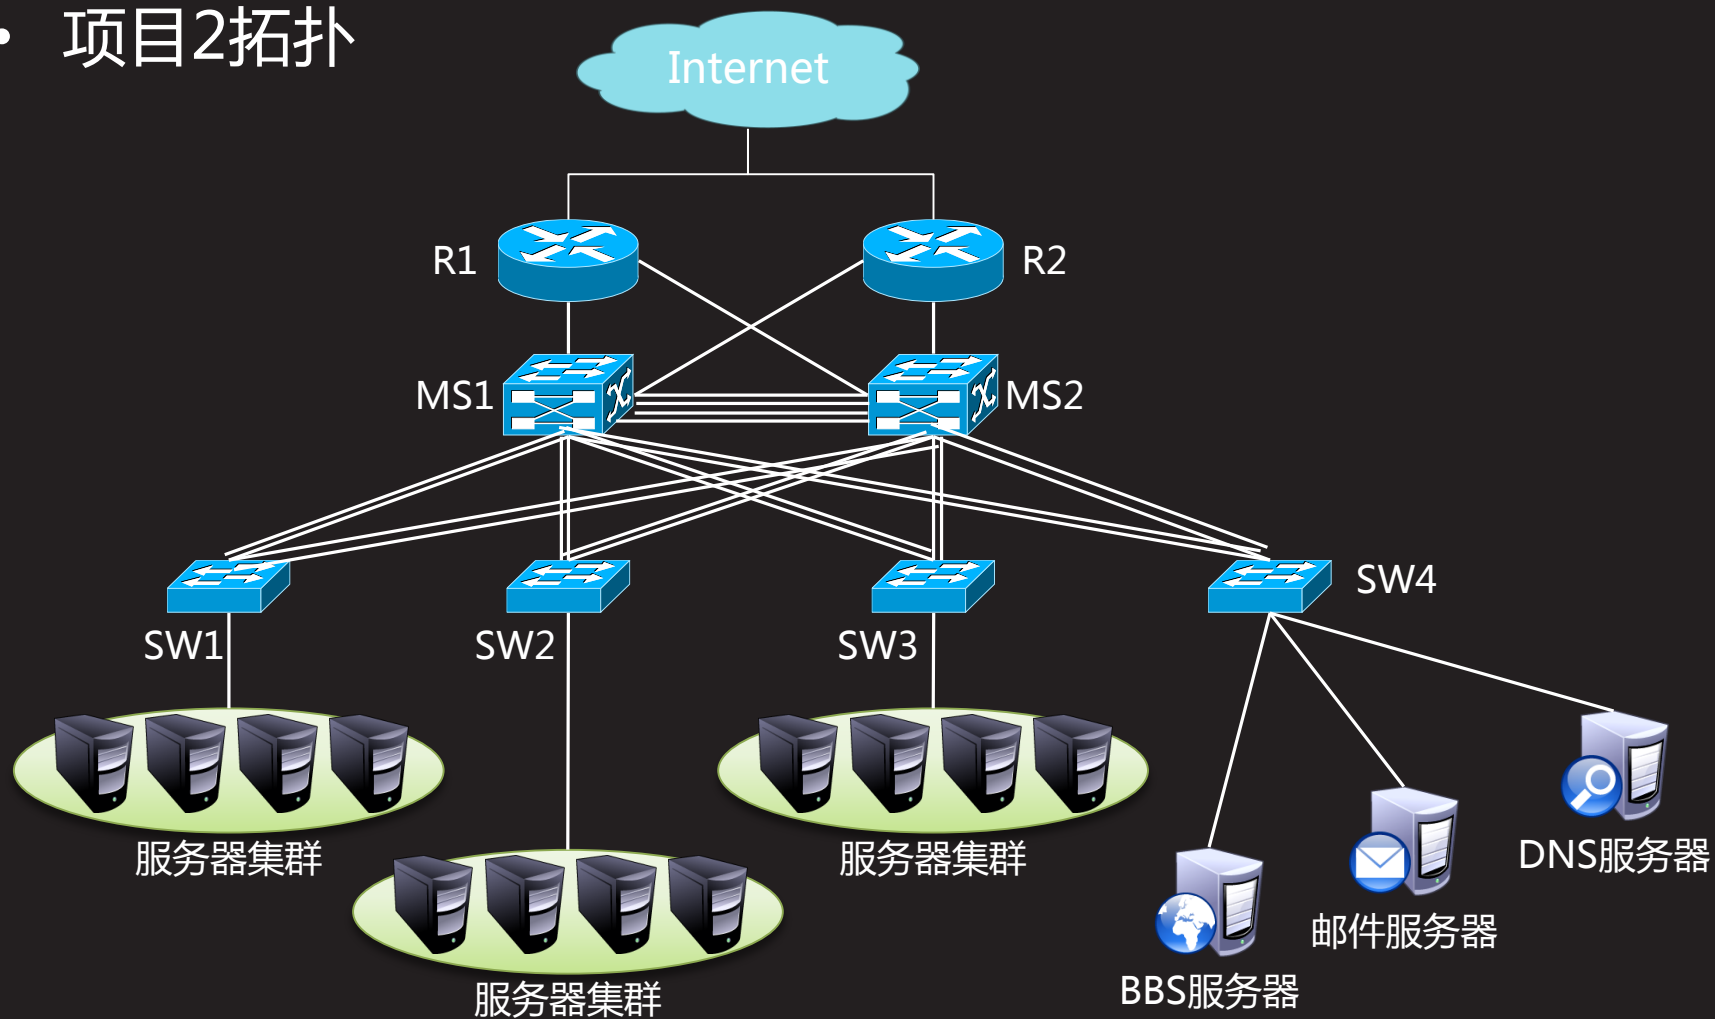 • 项目2拓扑
Internet
R1
R2
MS1
MS2
SW4
SW1
SW2
SW3
服务器集群
服务器集群
DNS服务器
邮件服务器
BBS服务器
服务器集群